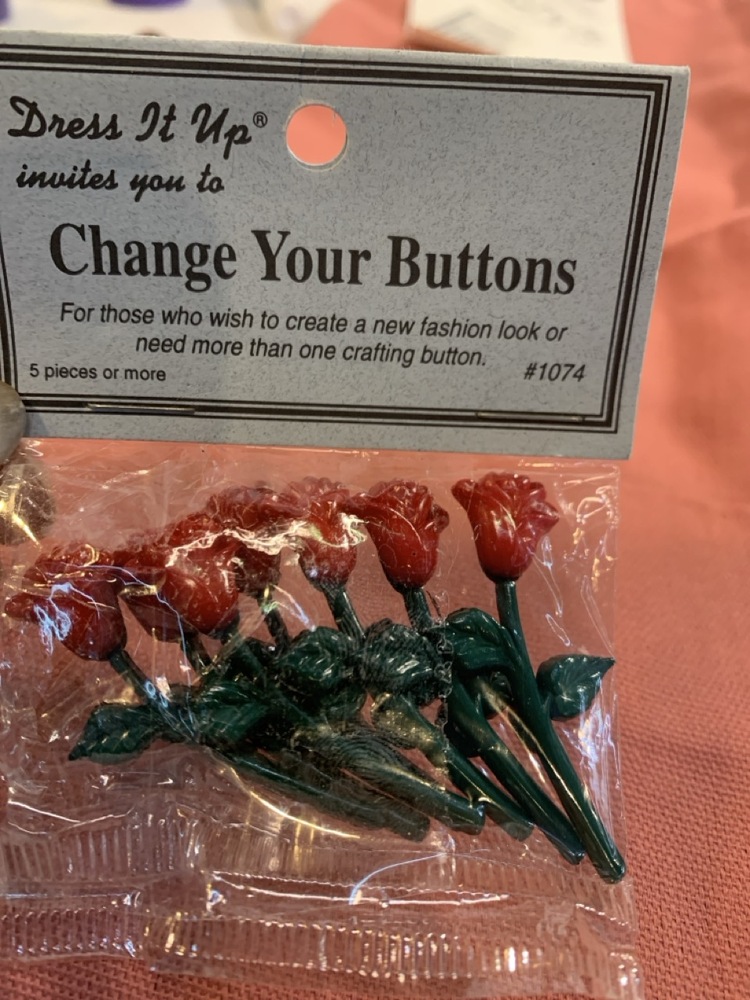 Dress It Up®
invites you to
Change Your Buttons
For those who wish to create a new fashion look or
need more than one crafting button.
5 pieces or more #1074